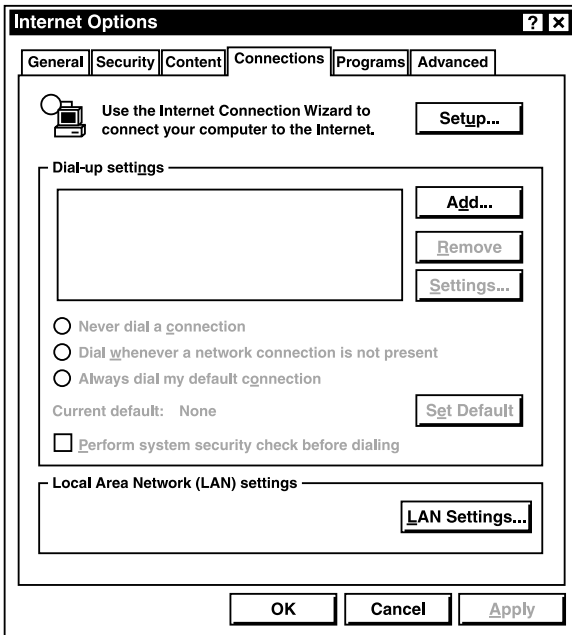 Internet Options ? ×
General Security Content Connections Programs Advanced
Use the Internet Connection Wizard to
connect your computer to the Internet.
Setup...
Dial-up settings
Add...
Remove
Settings...
Never dial a connection
Dial whenever a network connection is not present
Always dial my default connection
Current default: None
Set Default
Perform system security check before dialing
Local Area Network (LAN) settings
LAN Settings...
OK Cancel Apply